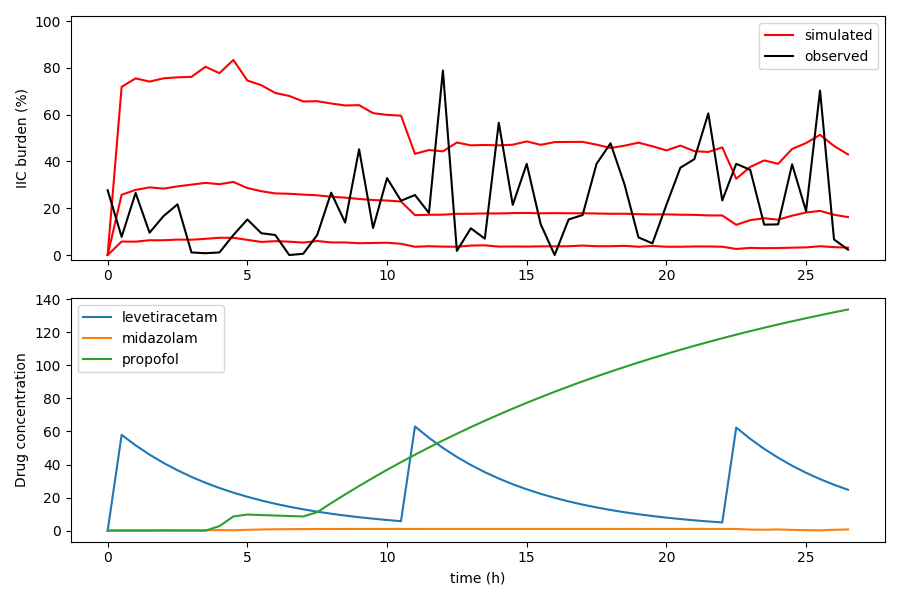 100
80
60
40
20
0
IIC burden (%)
simulated
observed
0 5 10 15 20 25
140
120
100
80
60
40
20
0
Drug concentration
levetiracetam
midazolam
propofol
0 5 10 15 20 25
time (h)